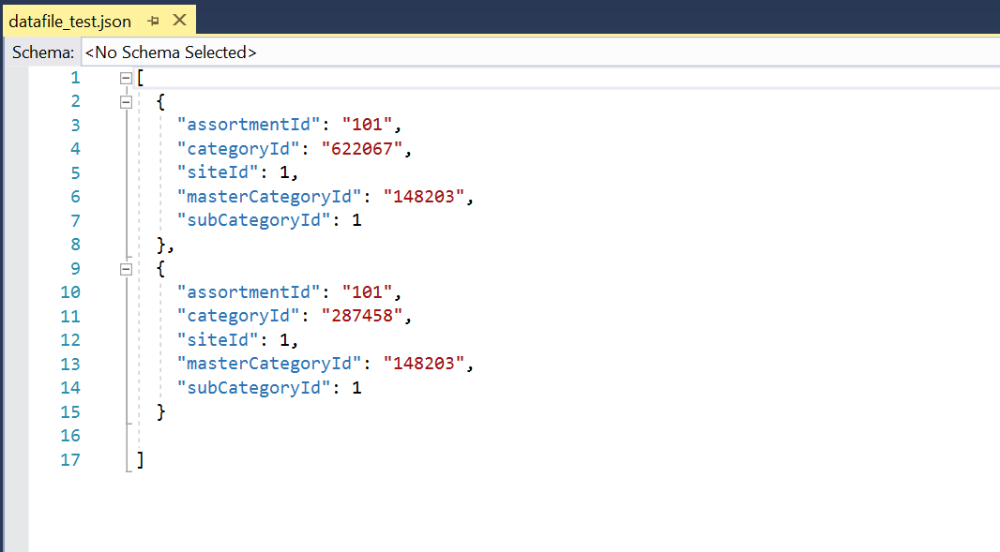 datafile_test.json
Schema: <No Schema Selected>
1 [
2 {
3 "assortmentId": "101",
4 "categoryId": "622067",
5 "siteId": 1,
6 "masterCategoryId": "148203",
7 "subCategoryId": 1
8 },
9 {
10 "assortmentId": "101",
11 "categoryId": "287458",
12 "siteId": 1,
13 "masterCategoryId": "148203",
14 "subCategoryId": 1
15 }
16
17 ]